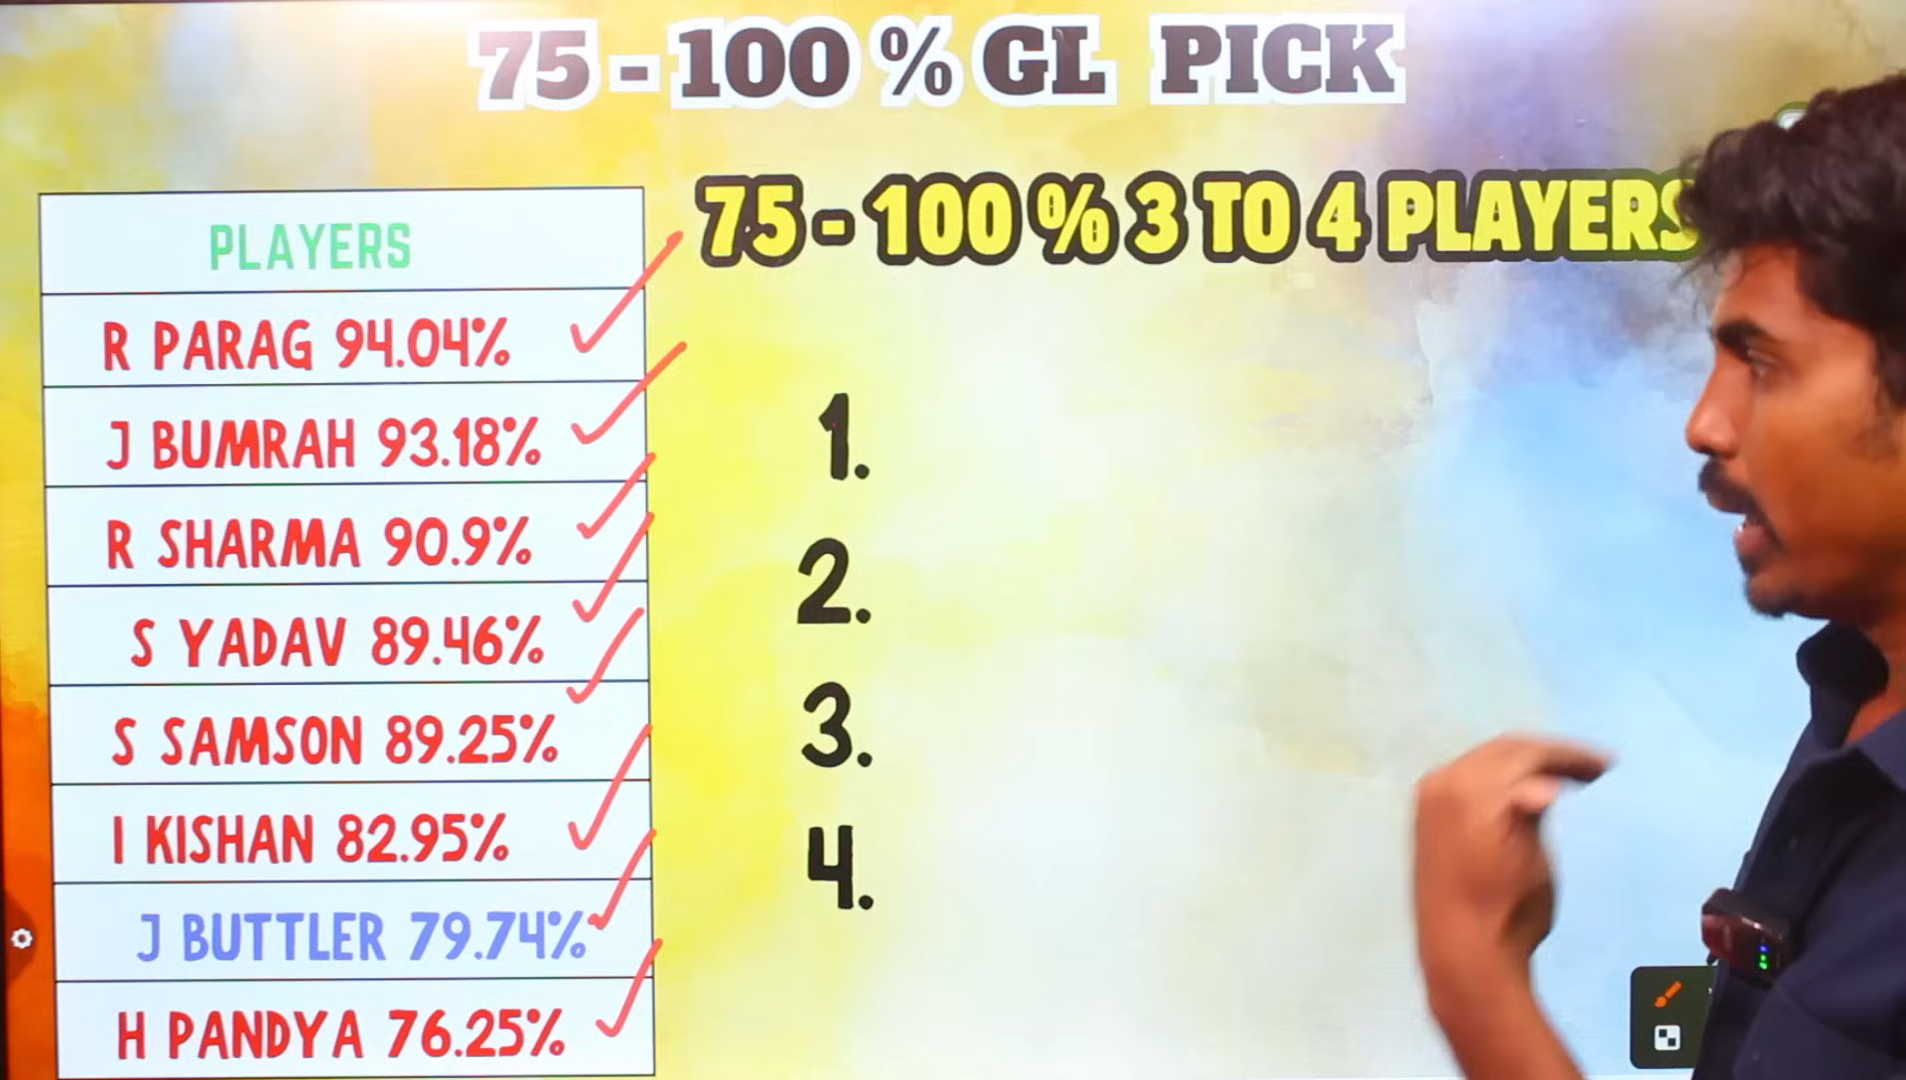 75 - 100 % GL PICK
75 - 100 % 3 TO 4 PLAYERS
PLAYERS
R PARAG 94.04%
J BUMRAH 93.18%
R SHARMA 90.9%
S YADAV 89.46%
S SAMSON 89.25%
I KISHAN 82.95%
J BUTTLER 79.74%
H PANDYA 76.25%
1.
2.
3.
4.